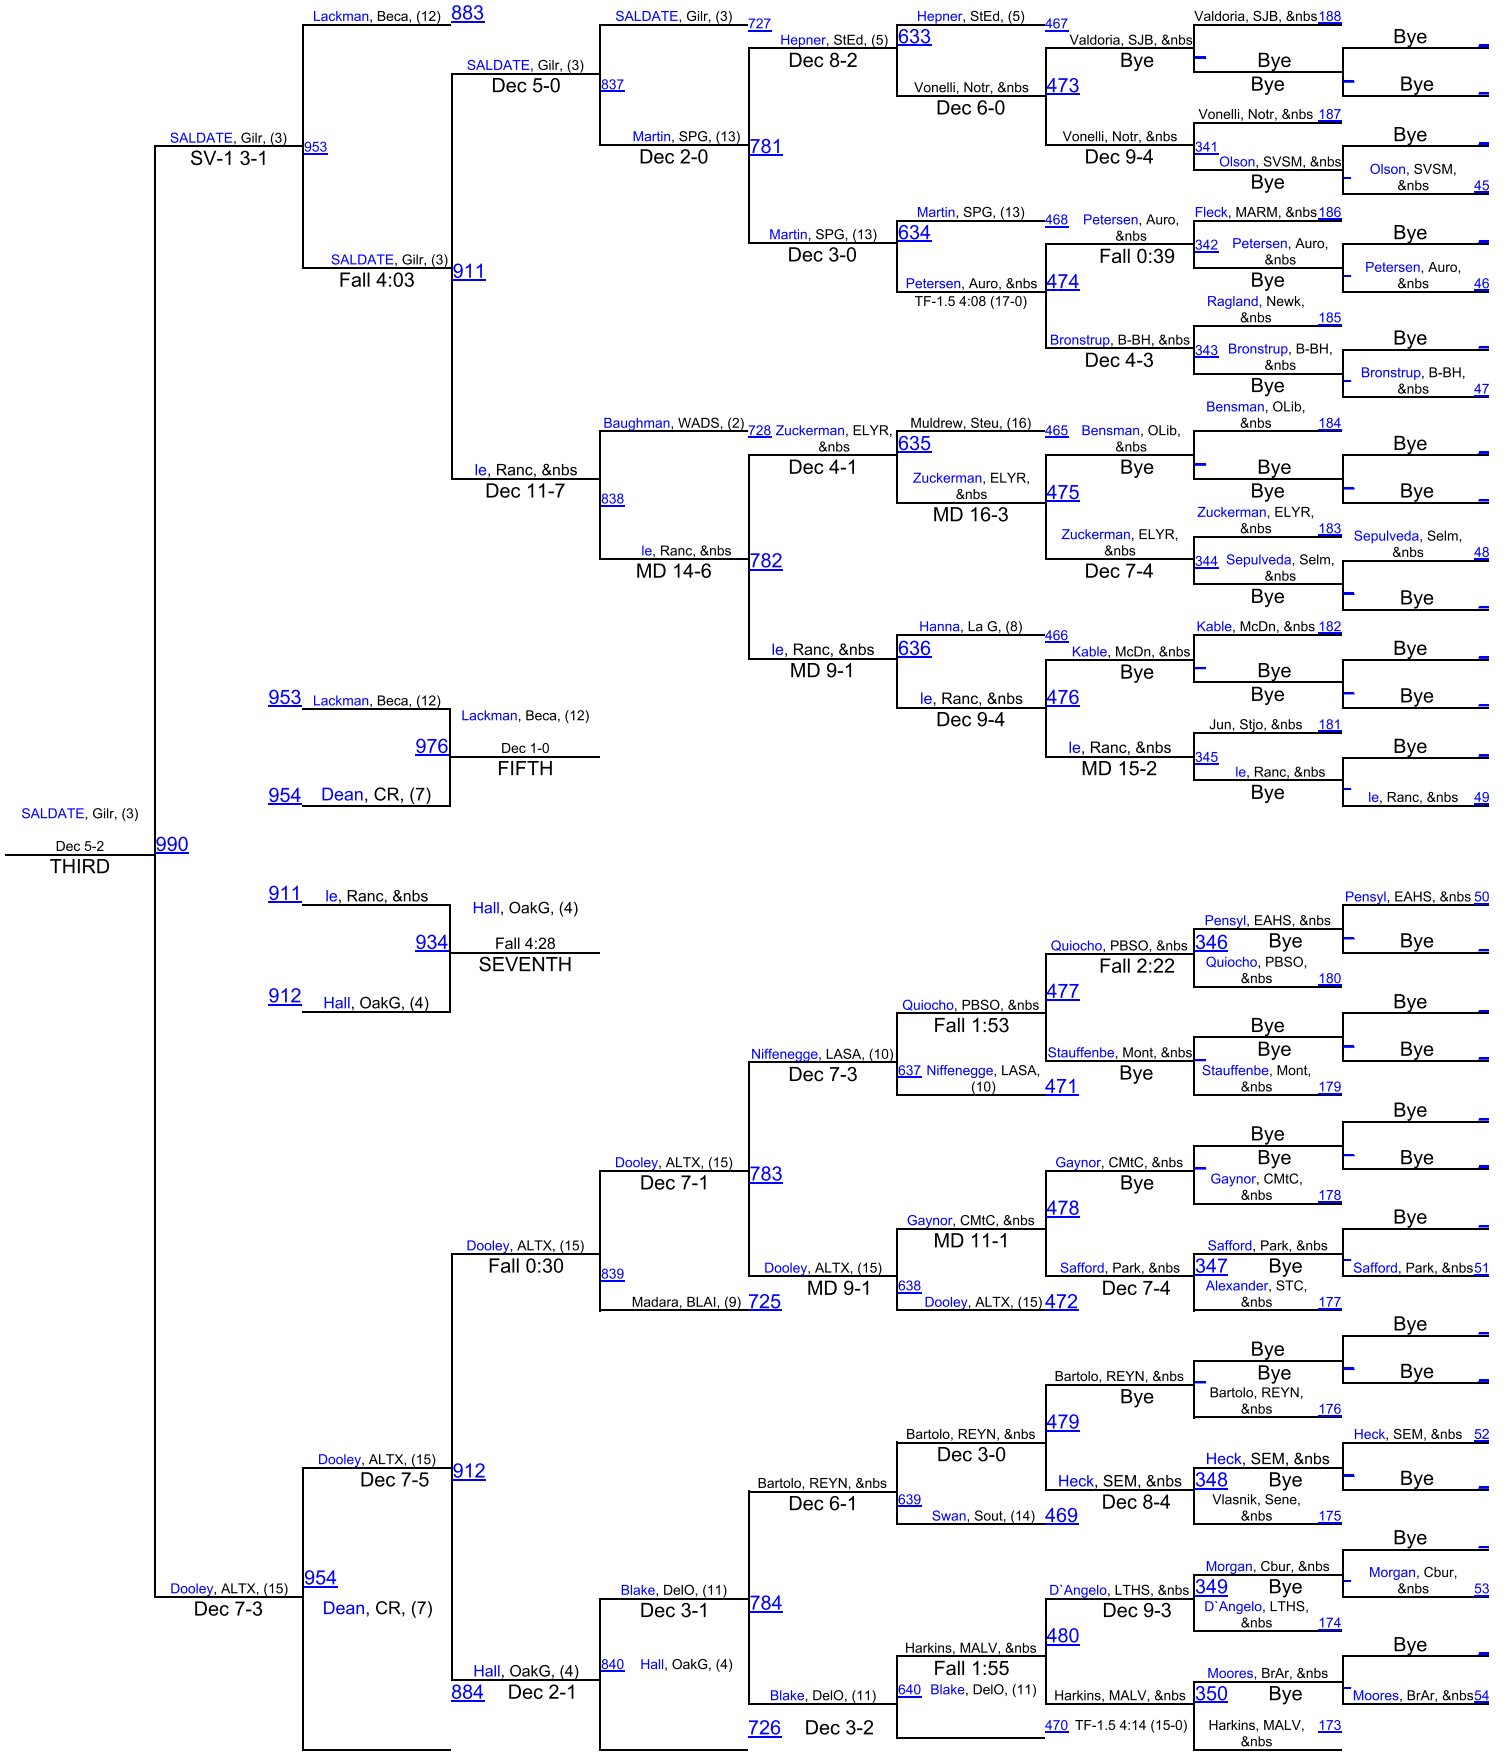 Lackman, Beca, (12) 883
SALDATE, Gilr, (3) 727
Hepner, StEd, (5) 467
Valdoria, SJB, &nbs 188
Bye
Hepner, StEd, (5) 633
Dec 8-2
Valdoria, SJB, &nbs
Bye
Bye
Bye
Bye
SALDATE, Gilr, (3)
Dec 5-0
837
Vonelli, Notr, &nbs 473
Dec 6-0
Vonelli, Notr, &nbs 187
Bye
SALDATE, Gilr, (3) 953
SV-1 3-1
Martin, SPG, (13) 781
Dec 2-0
Vonelli, Notr, &nbs
Dec 9-4
341
Olson, SVSM, &nbs
Bye
Olson, SVSM,
&nbs 45
Martin, SPG, (13) 468
Petersen, Auro,
&nbs
Fall 0:39
Fleck, MARM, &nbs 186
Bye
Martin, SPG, (13) 634
Dec 3-0
342 Petersen, Auro,
&nbs
Bye
SALDATE, Gilr, (3) 911
Fall 4:03
Petersen, Auro, &nbs 474
TF-1.5 4:08 (17-0)
Petersen, Auro,
&nbs 46
Ragland, Newk,
&nbs 185
Bronstrup, B-BH, &nbs
Dec 4-3
343 Bronstrup, B-BH,
&nbs
Bye
Bye
Bronstrup, B-BH,
&nbs 47
Baughman, WADS, (2) 728
Zuckerman, ELYR,
&nbs
Dec 4-1
Muldrew, Steu, (16) 465
635
Bensman, OLib,
&nbs
Bye
Bensman, OLib,
&nbs 184
Bye
Bye
Bye
Bye
Ie, Ranc, &nbs
Dec 11-7
838
Zuckerman, ELYR,
&nbs
MD 16-3
475
Zuckerman, ELYR,
&nbs 183
Sepulveda, Selm,
&nbs 48
Ie, Ranc, &nbs 782
MD 14-6
Zuckerman, ELYR,
&nbs
Dec 7-4
344 Sepulveda, Selm,
&nbs
Bye
Bye
Hanna, La G, (8) 466
Kable, McDn, &nbs 182
Bye
Ie, Ranc, &nbs 636
MD 9-1
Kable, McDn, &nbs
Bye
Bye
Bye
953 Lackman, Beca, (12)
Lackman, Beca, (12)
976 Dec 1-0
FIFTH
954 Dean, CR, (7)
Ie, Ranc, &nbs 476
Dec 9-4
Jun, Stjo, &nbs 181
Bye
Ie, Ranc, &nbs
MD 15-2
345
Ie, Ranc, &nbs
Bye
Ie, Ranc, &nbs 49
SALDATE, Gilr, (3)
Dec 5-2
THIRD
990
911 Ie, Ranc, &nbs
Hall, OakG, (4)
934 Fall 4:28
SEVENTH
912 Hall, OakG, (4)
Pensyl, EAHS, &nbs 50
Pensyl, EAHS, &nbs
Quiocho, PBSO, &nbs 346 Bye
Fall 2:22
Bye
Quiocho, PBSO,
&nbs 180
477
Quiocho, PBSO, &nbs
Fall 1:53
Bye
Bye
Niffenegge, LASA, (10)
Dec 7-3
Stauffenbe, Mont, &nbs
Bye
Bye
Bye
Stauffenbe, Mont,
&nbs 179
637 Niffenegge, LASA,
(10)
471
Bye
Bye
Dooley, ALTX, (15) 783
Dec 7-1
Gaynor, CMtC, &nbs
Bye
Bye
Bye
Gaynor, CMtC,
&nbs 178
478
Gaynor, CMtC, &nbs
MD 11-1
Bye
Dooley, ALTX, (15)
Fall 0:30
839
Dooley, ALTX, (15)
MD 9-1
638
Safford, Park, &nbs 347
Dec 7-4
Safford, Park, &nbs
Bye
Safford, Park, &nbs 51
Alexander, STC,
&nbs 177
Madara, BLAI, (9) 725
Dooley, ALTX, (15) 472
Bye
Bye
Bartolo, REYN, &nbs
Bye
Bye
Bye
Bartolo, REYN,
&nbs 176
479
Bartolo, REYN, &nbs
Dec 3-0
Heck, SEM, &nbs 52
Dooley, ALTX, (15) 912
Dec 7-5
Bartolo, REYN, &nbs
Dec 6-1
639
Heck, SEM, &nbs 348
Dec 8-4
Heck, SEM, &nbs
Bye
Bye
Vlasnik, Sene,
&nbs 175
Swan, Sout, (14) 469
Bye
954
Dooley, ALTX, (15)
Dec 7-3
Dean, CR, (7)
Blake, DelO, (11) 784
Dec 3-1
D`Angelo, LTHS, &nbs 349
Dec 9-3
Morgan, Cbur, &nbs
Bye
Morgan, Cbur,
&nbs 53
D`Angelo, LTHS,
&nbs 174
480
Harkins, MALV, &nbs
Fall 1:55
Bye
Hall, OakG, (4)
884 Dec 2-1
840 Hall, OakG, (4)
Moores, BrAr, &nbs
Blake, DelO, (11)
640 Blake, DelO, (11)
Harkins, MALV, &nbs 350
Bye
Moores, BrAr, &nbs 54
726 Dec 3-2
470 TF-1.5 4:14 (15-0)
Harkins, MALV,
&nbs
173